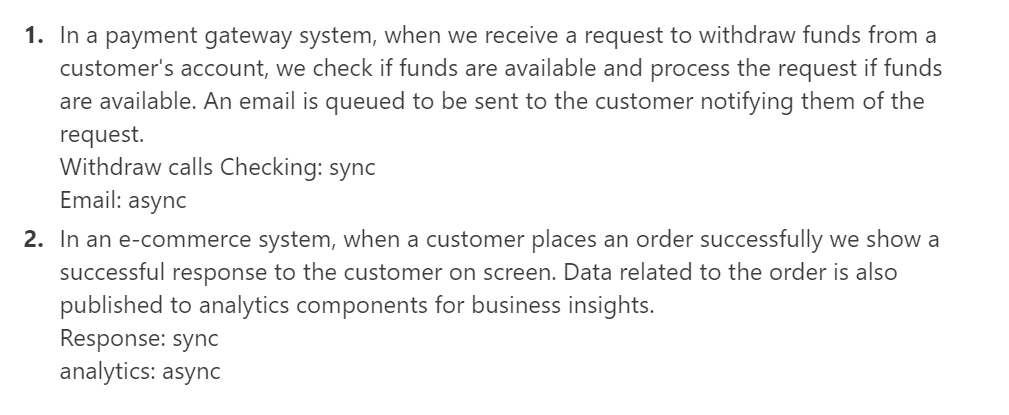 1. In a payment gateway system, when we receive a request to withdraw funds from a
customer's account, we check if funds are available and process the request if funds
are available. An email is queued to be sent to the customer notifying them of the
request.
Withdraw calls Checking: sync
Email: async
2. In an e-commerce system, when a customer places an order successfully we show a
successful response to the customer on screen. Data related to the order is also
published to analytics components for business insights.
Response: sync
analytics: async